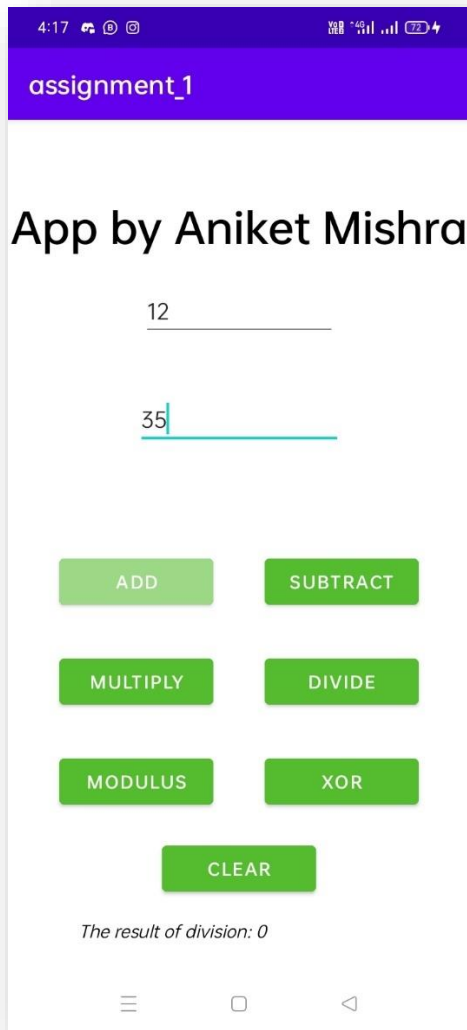 4:17
72
assignment_1
App by Aniket Mishra
12
35
ADD SUBTRACT
MULTIPLY DIVIDE
MODULUS XOR
CLEAR
The result of division: 0